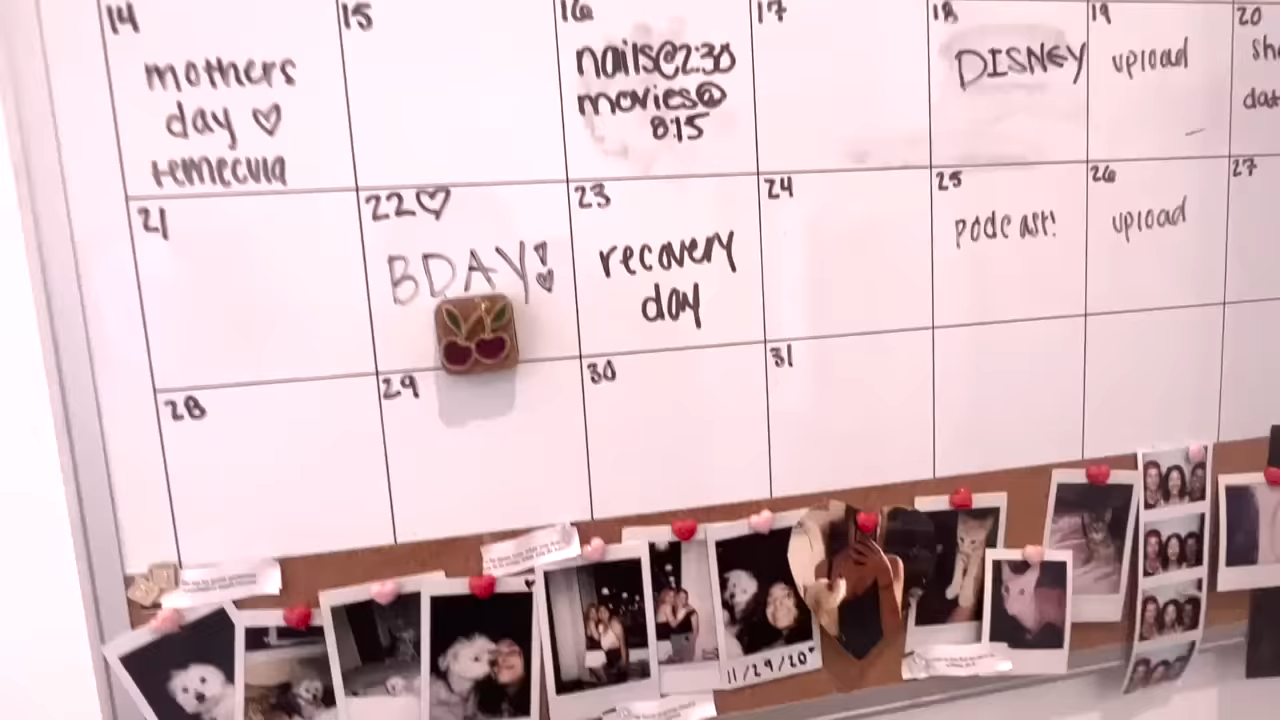 14
mothers
day ♡
temecula
15
16
nails@2:30
movies@
8:15
17
18
DISNEY
19
upload
20
21
22♡
BDAY!
23
recovery
day
24
25
podcast!
26
upload
27
28
29
30
31
11/29/20